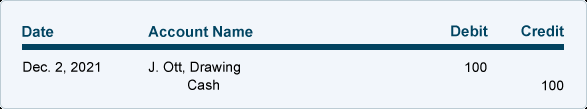 Date Account Name Debit Credit
Dec. 2, 2021 J. Ott, Drawing 100
Cash 100